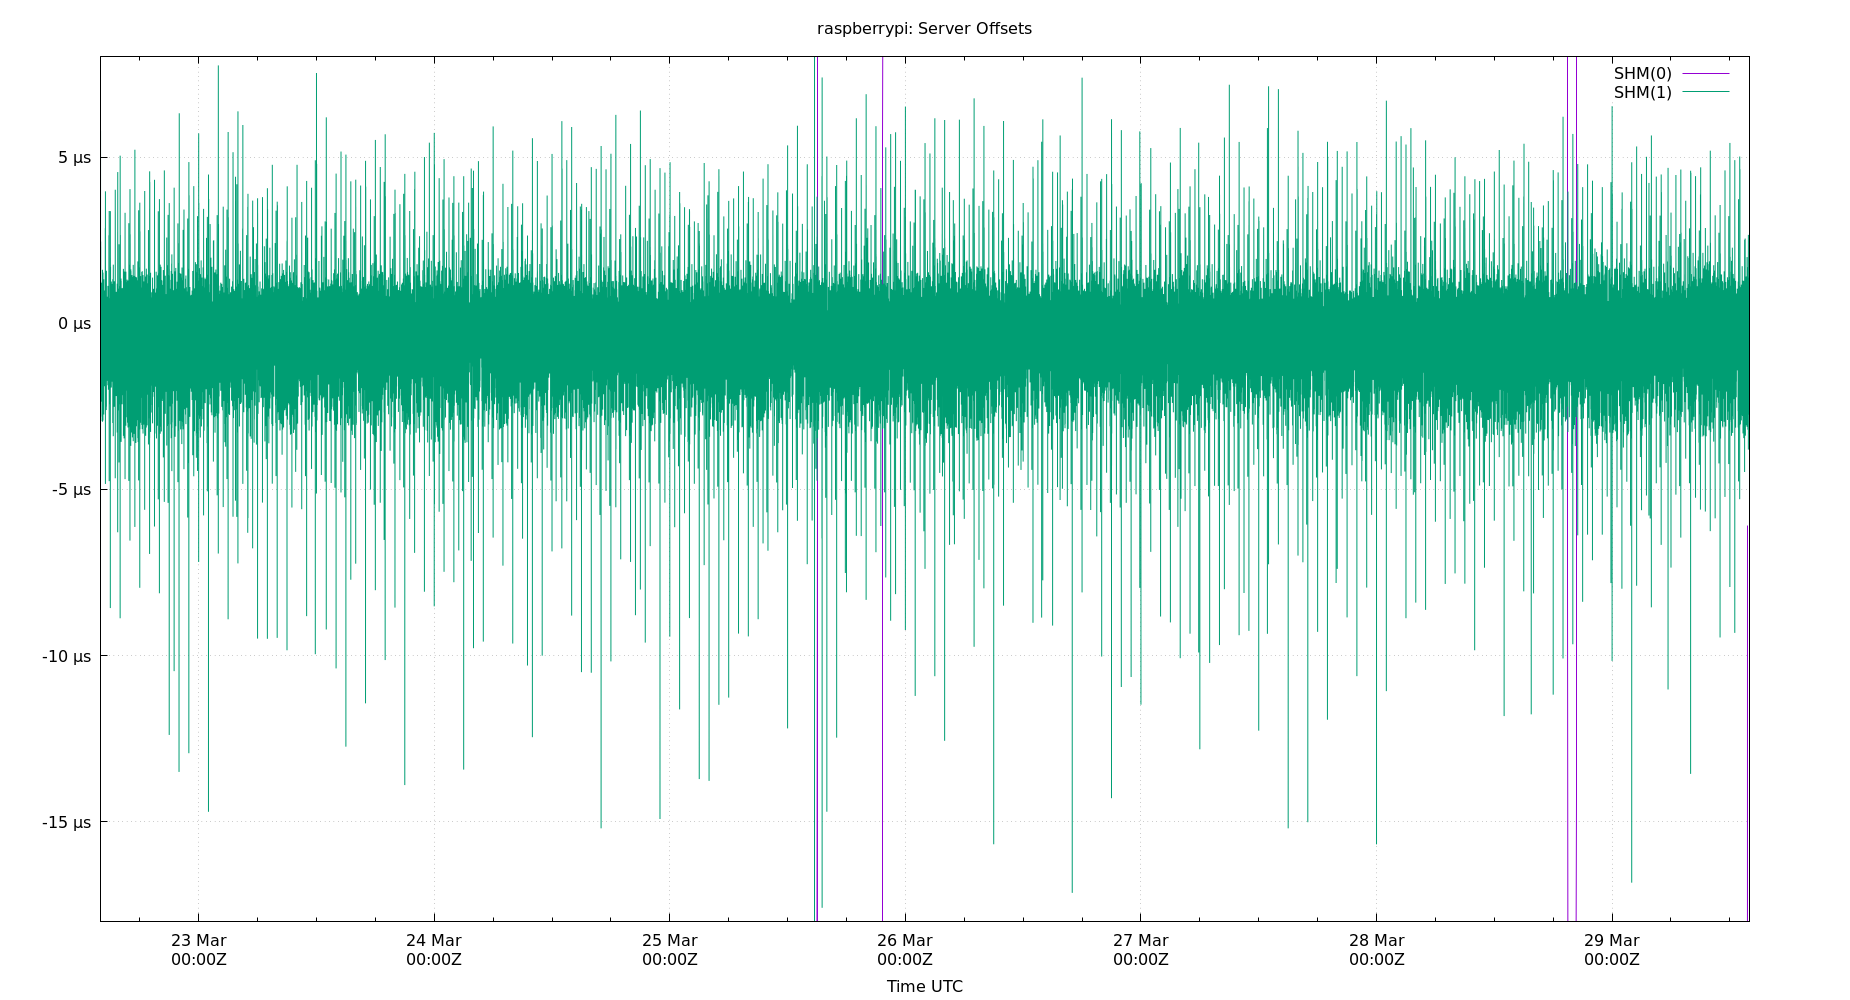 raspberrypi: Server Offsets
SHM(0)
SHM(1)
5 µs
0 µs
-5 µs
-10 µs
-15 µs
23 Mar 24 Mar 25 Mar 26 Mar 27 Mar 28 Mar 29 Mar
00:00Z 00:00Z 00:00Z 00:00Z 00:00Z 00:00Z 00:00Z
Time UTC